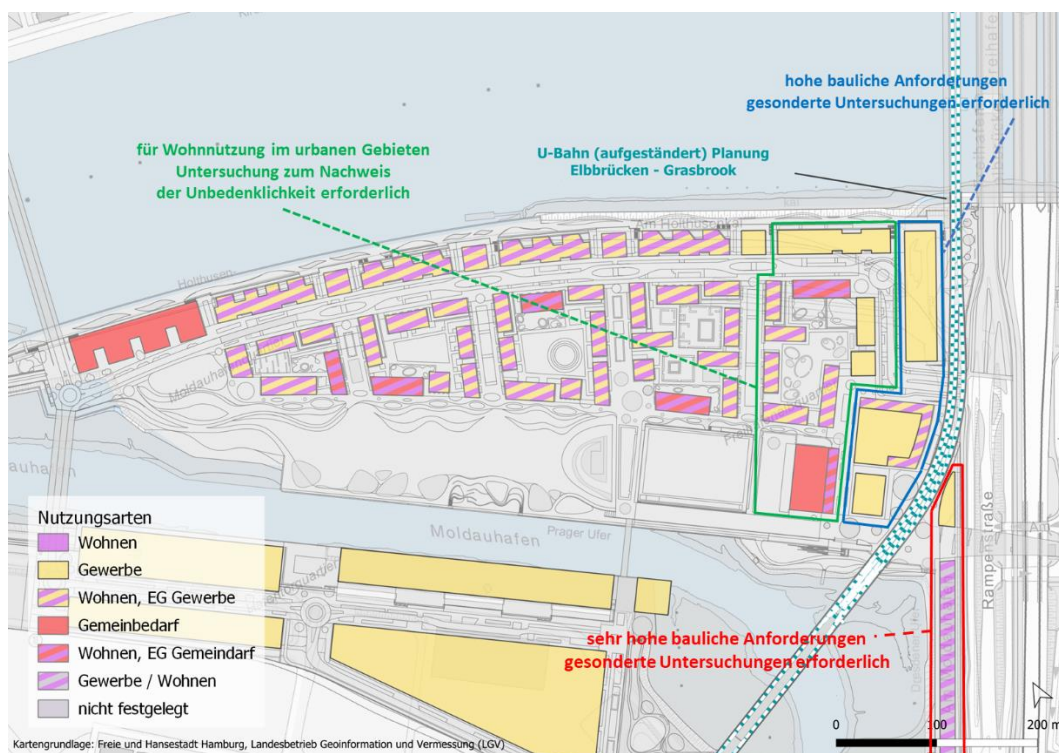 hohe bauliche Anforderungen
gesonderte Untersuchungen erforderlich
für Wohnnutzung im urbanen Gebieten
Untersuchung zum Nachweis
der Unbedenklichkeit erforderlich
U-Bahn (aufgeständert) Planung
Elbbrücken - Grasbrook
Am Holthuschkai
Holthusen-
Moldauhafen
Moldauhafen
Prager Ufer
Rampenstraße
Nutzungsarten
Wohnen
Gewerbe
Wohnen, EG Gewerbe
Gemeinbedarf
Wohnen, EG Gemeindarf
Gewerbe / Wohnen
nicht festgelegt
sehr hohe bauliche Anforderungen
gesonderte Untersuchungen erforderlich
0 100 200 m
Kartengrundlage: Freie und Hansestadt Hamburg, Landesbetrieb Geoinformation und Vermessung (LGV)